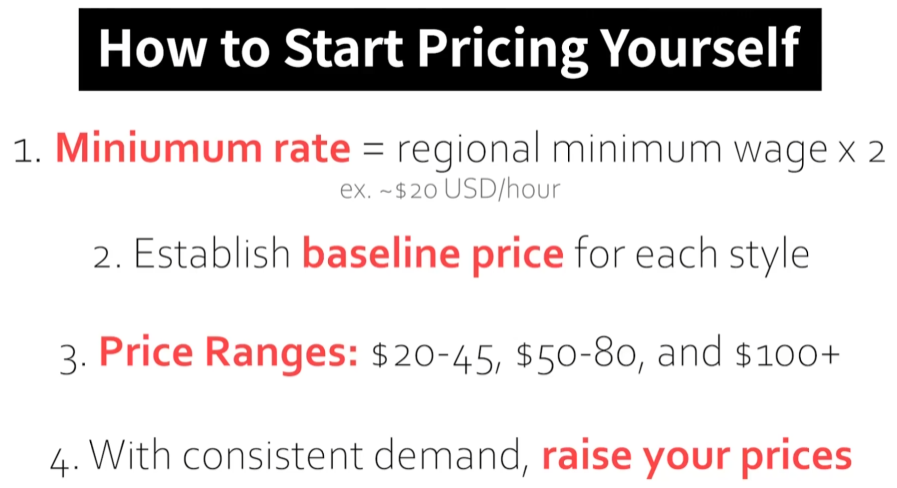 How to Start Pricing Yourself
1. Miniumum rate = regional minimum wage x 2
ex. ~$20 USD/hour
2. Establish baseline price for each style
3. Price Ranges: $20-45, $50-80, and $100+
4. With consistent demand, raise your prices